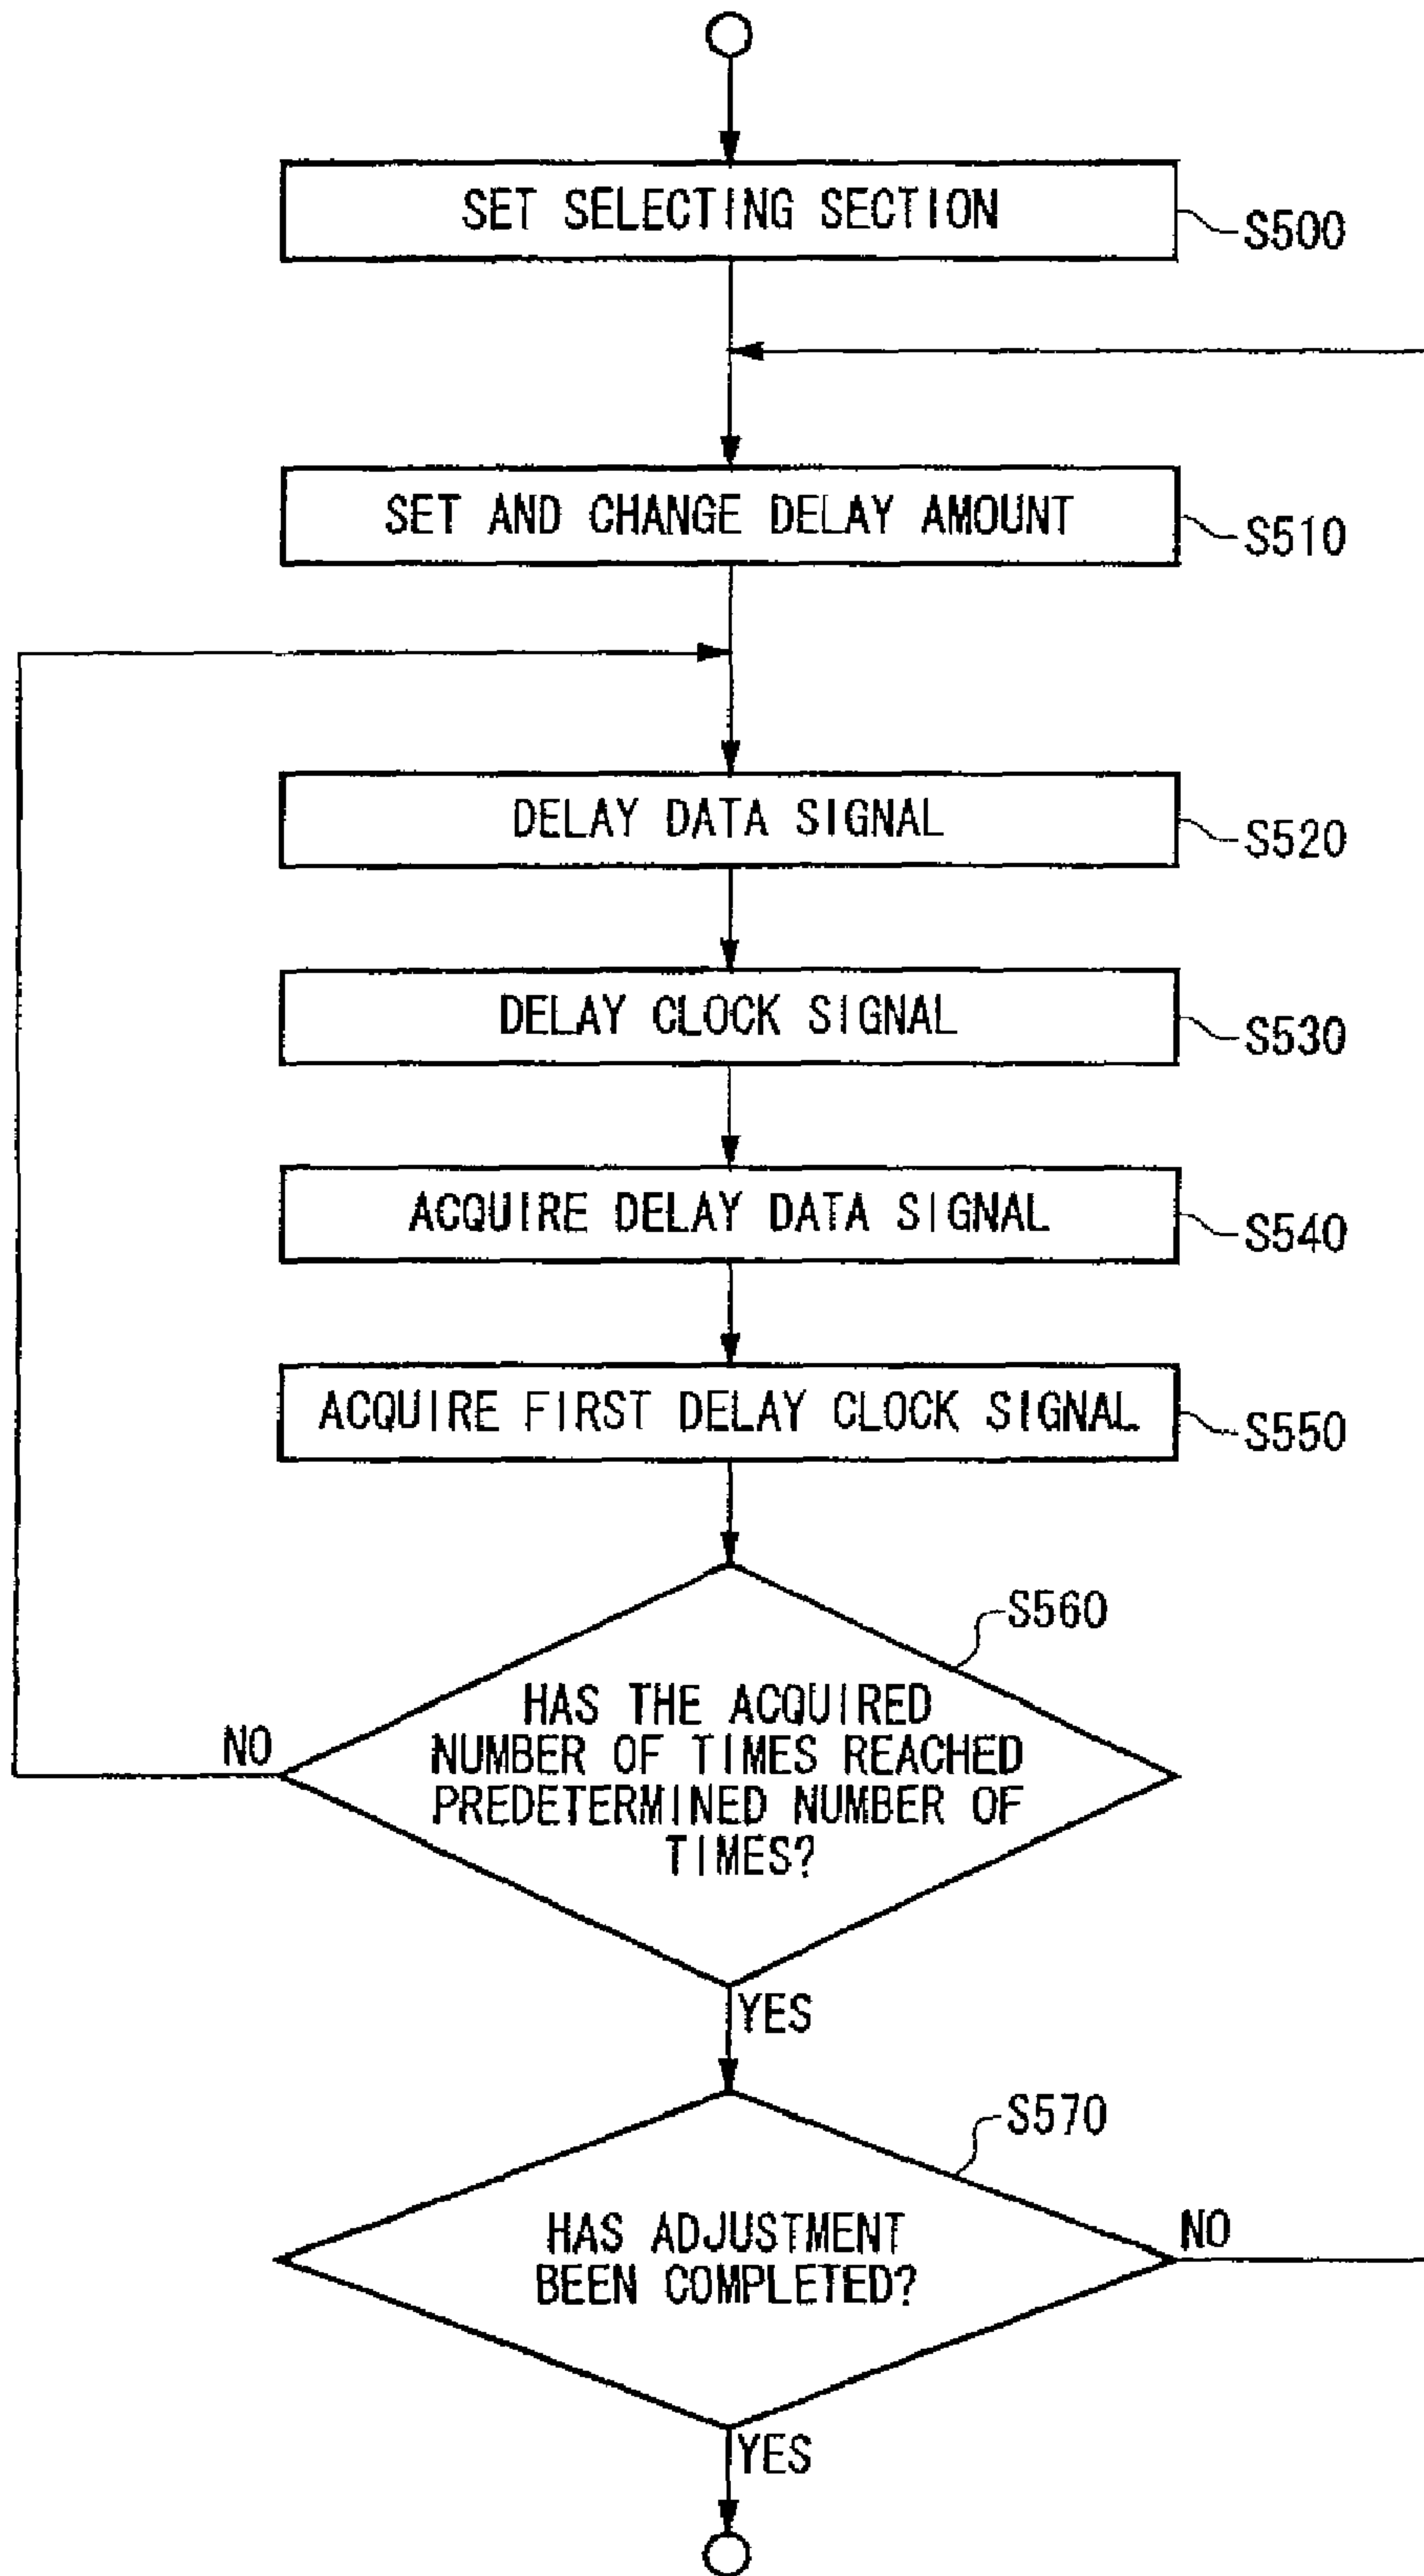 SET SELECTING SECTION
S500
SET AND CHANGE DELAY AMOUNT
S510
DELAY DATA SIGNAL
S520
DELAY CLOCK SIGNAL
S530
ACQUIRE DELAY DATA SIGNAL
S540
ACQUIRE FIRST DELAY CLOCK SIGNAL
S550
S560
HAS THE ACQUIRED
NUMBER OF TIMES REACHED
PREDETERMINED NUMBER OF
TIMES?
NO
YES
S570
HAS ADJUSTMENT
BEEN COMPLETED?
NO
YES